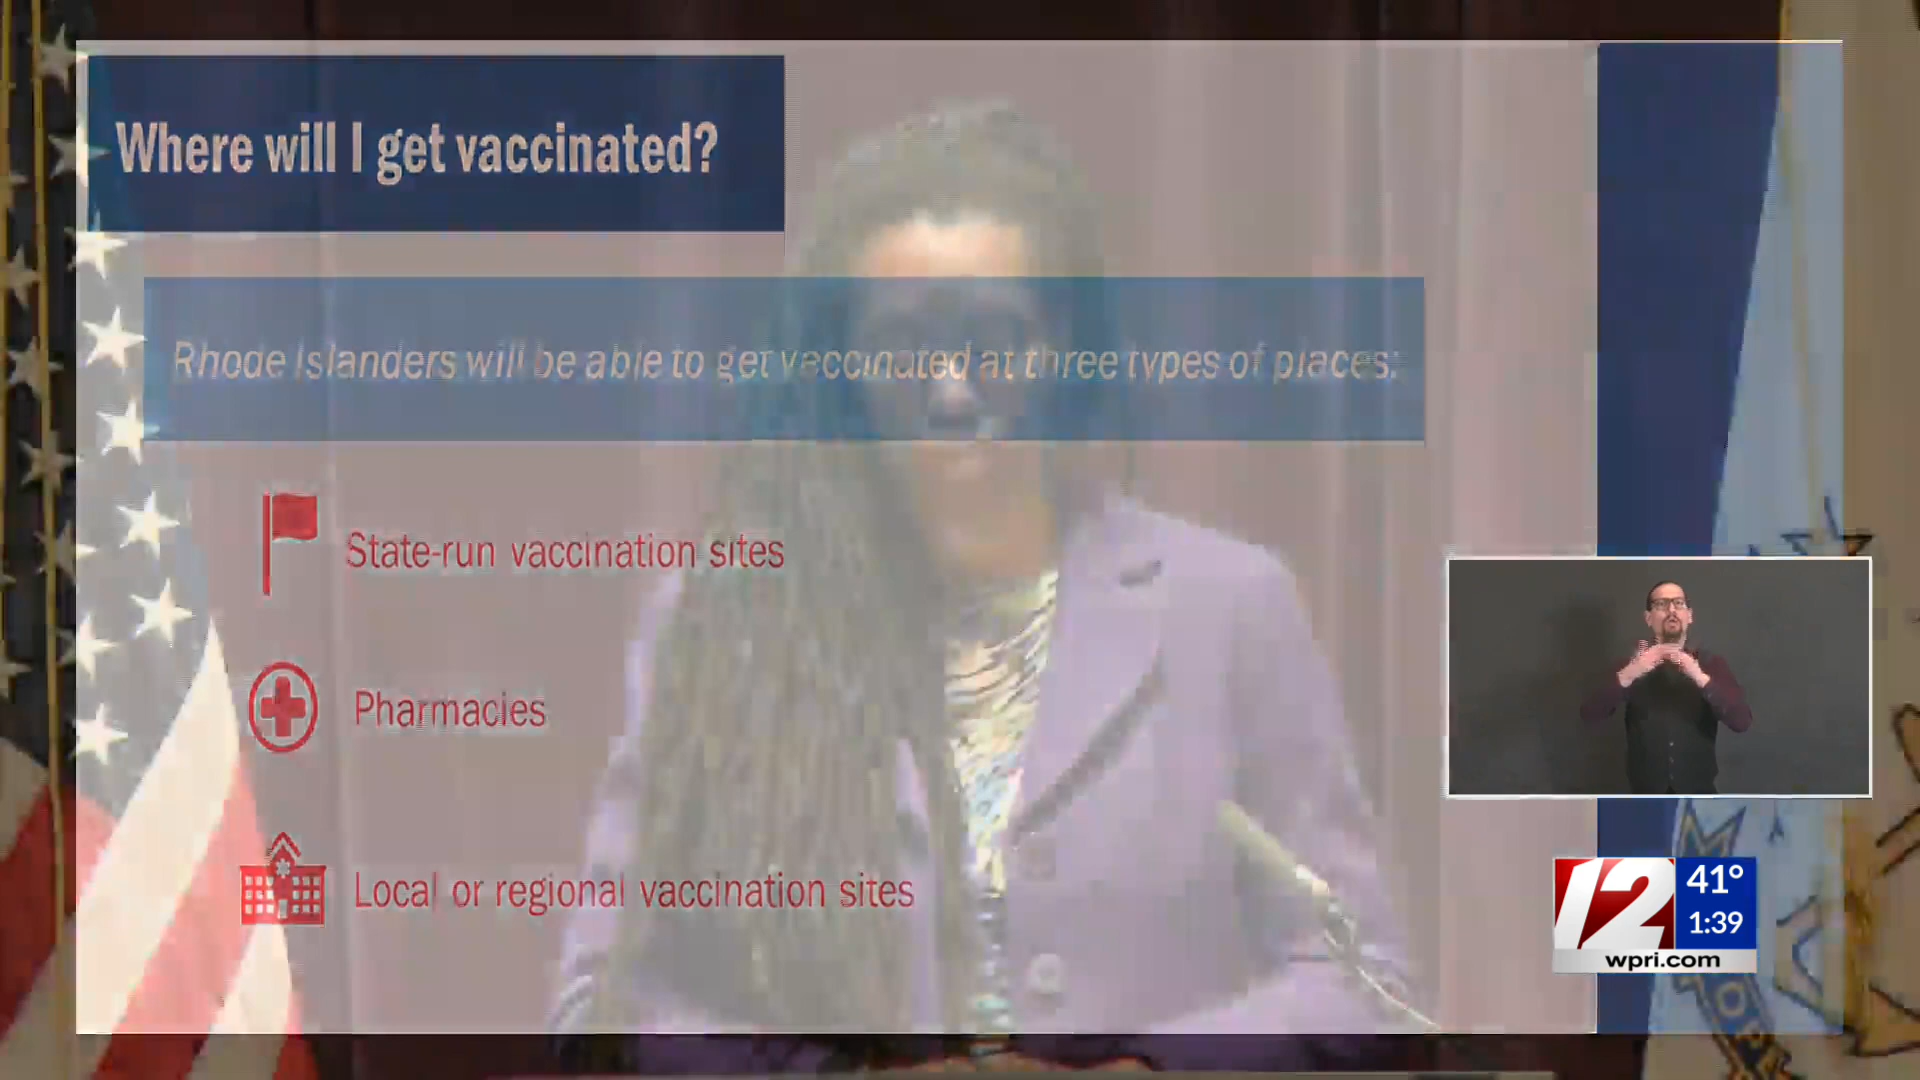 Where will I get vaccinated?
Rhode Islanders will be able to get vaccinated at three types of places:
State-run vaccination sites
Pharmacies
Local or regional vaccination sites
12
41°
1:39
wpri.com